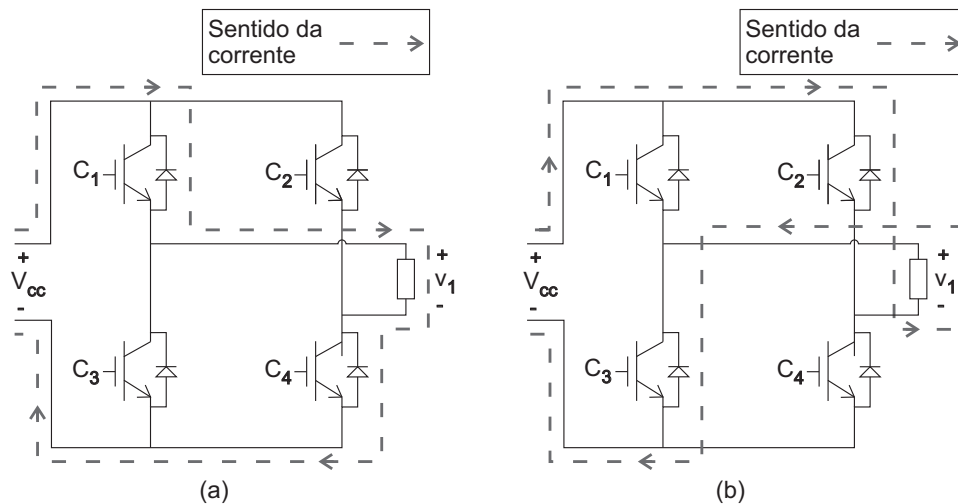 Sentido da
corrente
C1
C2
+
Vcc
-
+
v1
-
C3
C4
(a)
Sentido da
corrente
C1
C2
+
Vcc
-
+
v1
-
C3
C4
(b)